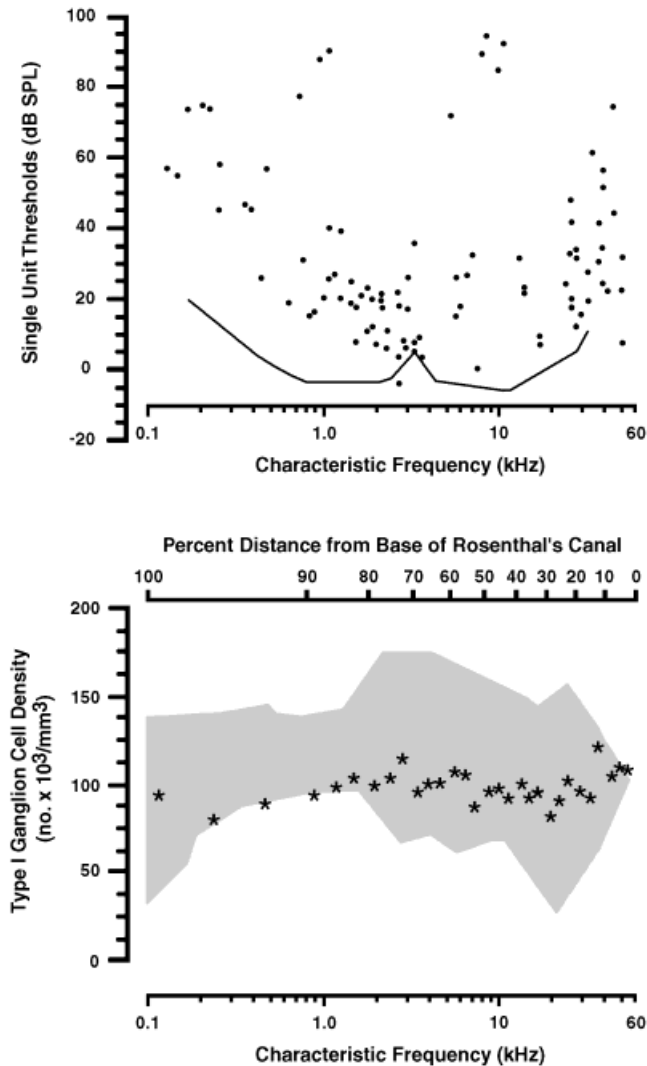 100
80
60
40
20
0
-20
Single Unit Thresholds (dB SPL)
0.1 1.0 10 60
Characteristic Frequency (kHz)
Percent Distance from Base of Rosenthal's Canal
100 90 80 70 60 50 40 30 20 10 0
200
150
100
50
0
Type I Ganglion Cell Density
(no. x 10³/mm³)
0.1 1.0 10 60
Characteristic Frequency (kHz)